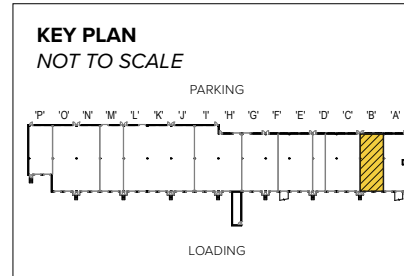 KEY PLAN
NOT TO SCALE
PARKING
'P' 'O' 'N' 'M' 'L' 'K' 'J' 'I' 'H' 'G' 'F' 'E' 'D' 'C' 'B' 'A'
LOADING